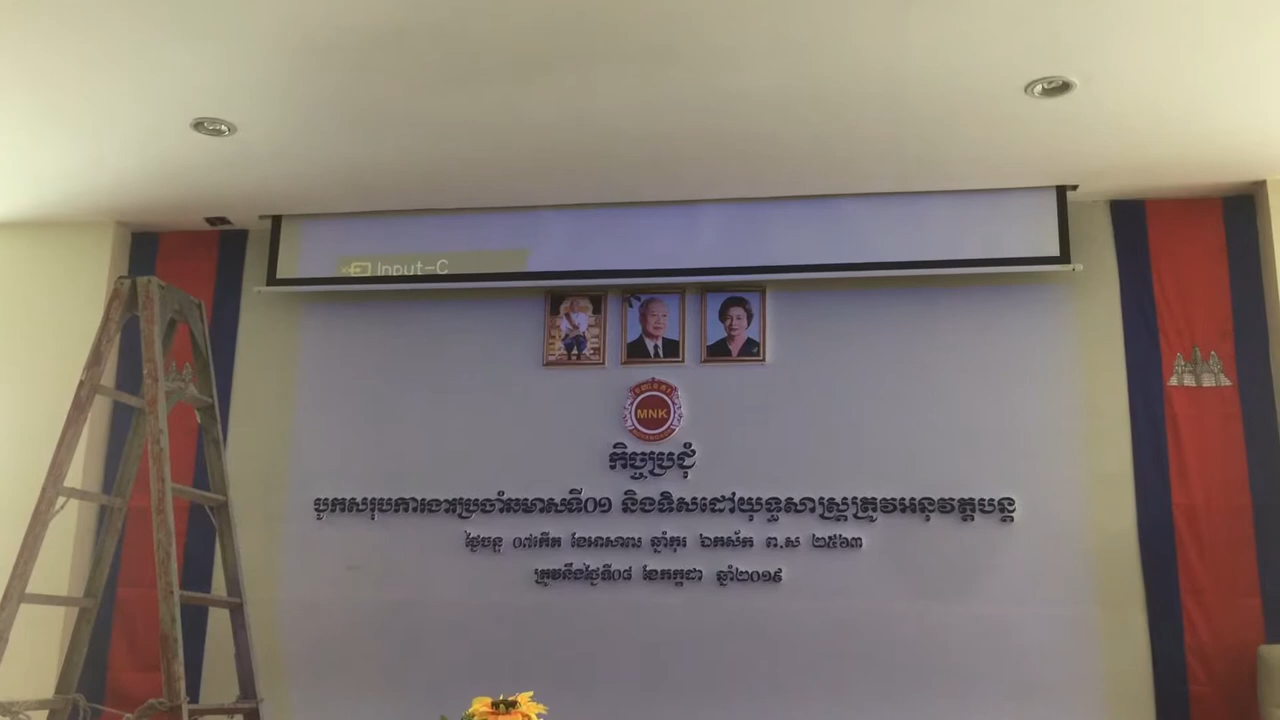 Input-C
MNK
កិច្ចប្រជុំ
បូកសរុបការងារប្រចាំឆមាសទី០១ និងទិសដៅយុទ្ធសាស្ត្រត្រូវអនុវត្តបន្ត
ថ្ងៃចន្ទ ០៧កើត ខែអាសាឍ ឆ្នាំកុរ ឯកស័ក ព.ស ២៥៦៣
ត្រូវនឹងថ្ងៃទី០៨ ខែកក្កដា ឆ្នាំ២០១៩